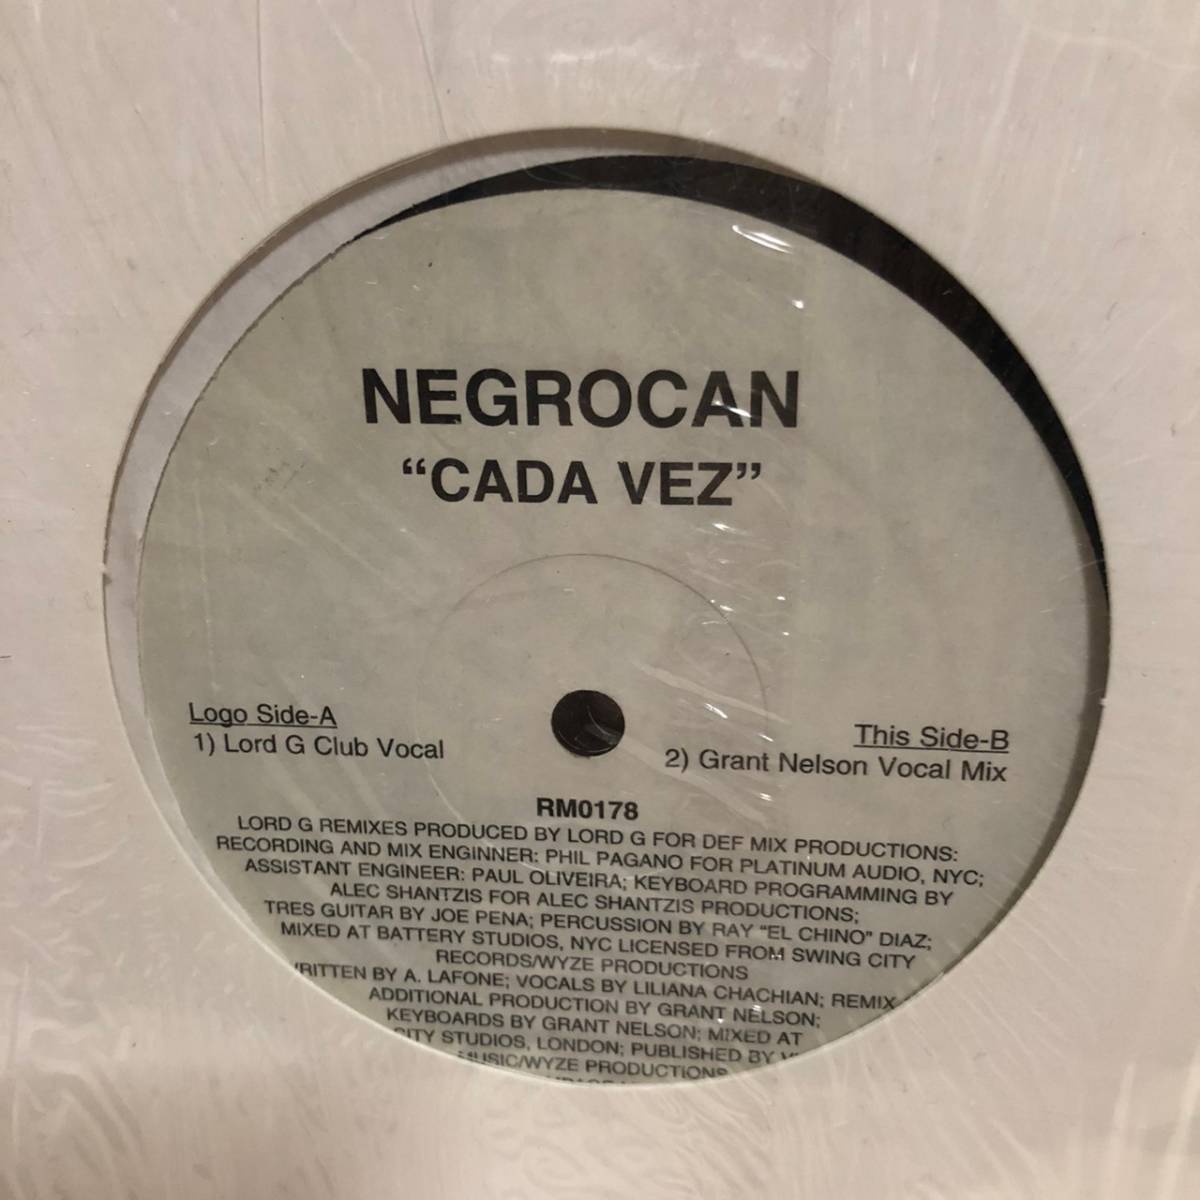 NEGROCAN
“CADA VEZ”
Logo Side-A
1) Lord G Club Vocal
This Side-B
2) Grant Nelson Vocal Mix
RM0178
LORD G REMIXES PRODUCED BY LORD G FOR DEF MIX PRODUCTIONS:
RECORDING AND MIX ENGINNER: PHIL PAGANO FOR PLATINUM AUDIO, NYC;
ASSISTANT ENGINEER: PAUL OLIVEIRA; KEYBOARD PROGRAMMING BY
ALEC SHANTZIS FOR ALEC SHANTZIS PRODUCTIONS;
TRES GUITAR BY JOE PENA; PERCUSSION BY RAY “EL CHINO” DIAZ;
MIXED AT BATTERY STUDIOS, NYC LICENSED FROM SWING CITY
RECORDS/WYZE PRODUCTIONS
RITTEN BY A. LAFONE; VOCALS BY LILIANA CHACHIAN; REMIX
ADDITIONAL PRODUCTION BY GRANT NELSON;
KEYBOARDS BY GRANT NELSON; MIXED AT
CITY STUDIOS, LONDON; PUBLISHED BY
MUSIC/WYZE PRODUCTIONS